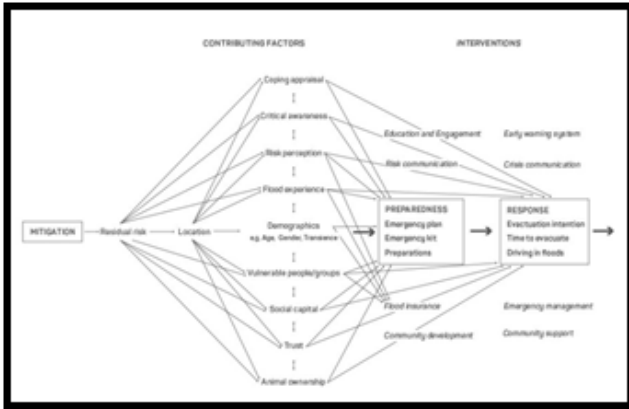 CONTRIBUTING FACTORS
INTERVENTIONS
Coping appraisal
Critical awareness
Risk perception
Flood experience
Demographics
e.g. Age, Gender, Transience
Vulnerable people/groups
Social capital
Trust
Animal ownership
MITIGATION
Residual risk
Location
Education and Engagement
Risk communication
Early warning system
Crisis communication
PREPAREDNESS
Emergency plan
Emergency kit
Preparations
RESPONSE
Evactuation intention
Time to evacuate
Driving in floods
Flood insurance
Community development
Emergency management
Community support